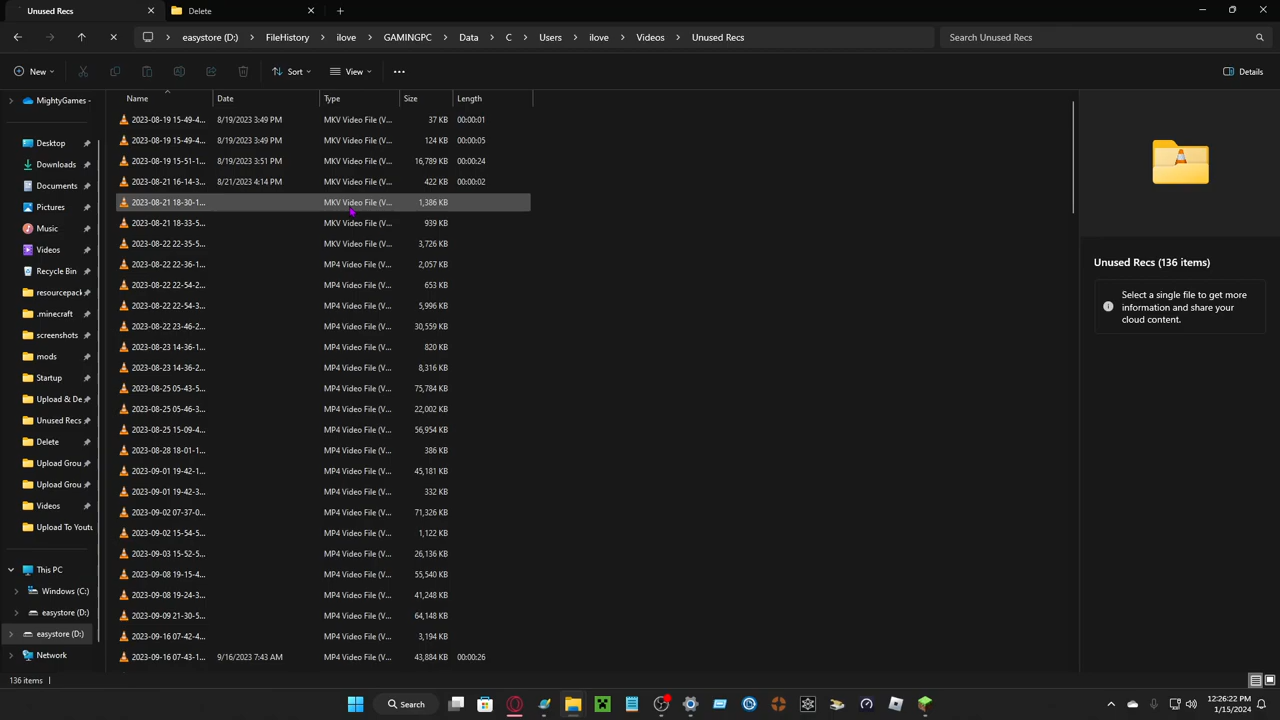 Unused Recs
Delete
easystore (D:) > FileHistory > ilove > GAMINGPC > Data > C > Users > ilove > Videos > Unused Recs
Search Unused Recs
New
Sort
View
Details
Name Date Type Size Length
MightyGames -
Desktop
Downloads
Documents
Pictures
Music
Videos
Recycle Bin
resourcepack
.minecraft
screenshots
mods
Startup
Upload & De
Unused Recs
Delete
Upload Grou
Upload Grou
Videos
Upload To Youtu
This PC
Windows (C:)
easystore (D:)
easystore (D:)
Network
2023-08-19 15-49-4... 8/19/2023 3:49 PM MKV Video File (V... 37 KB 00:00:01
2023-08-19 15-49-4... 8/19/2023 3:49 PM MKV Video File (V... 124 KB 00:00:05
2023-08-19 15-51-1... 8/19/2023 3:51 PM MKV Video File (V... 16,789 KB 00:00:24
2023-08-21 16-14-3... 8/21/2023 4:14 PM MKV Video File (V... 422 KB 00:00:02
2023-08-21 18-30-1... MKV Video File (V... 1,386 KB
2023-08-21 18-33-5... MKV Video File (V... 939 KB
2023-08-22 22-35-5... MKV Video File (V... 3,726 KB
2023-08-22 22-36-1... MP4 Video File (V... 2,057 KB
2023-08-22 22-54-2... MP4 Video File (V... 653 KB
2023-08-22 22-54-3... MP4 Video File (V... 5,996 KB
2023-08-22 23-46-2... MP4 Video File (V... 30,559 KB
2023-08-23 14-36-1... MP4 Video File (V... 820 KB
2023-08-23 14-36-2... MP4 Video File (V... 8,316 KB
2023-08-25 05-43-5... MP4 Video File (V... 75,784 KB
2023-08-25 05-46-3... MP4 Video File (V... 22,002 KB
2023-08-25 15-09-4... MP4 Video File (V... 56,954 KB
2023-08-28 18-01-1... MP4 Video File (V... 386 KB
2023-09-01 19-42-1... MP4 Video File (V... 45,181 KB
2023-09-01 19-42-3... MP4 Video File (V... 332 KB
2023-09-02 07-37-0... MP4 Video File (V... 71,326 KB
2023-09-02 15-54-5... MP4 Video File (V... 1,122 KB
2023-09-03 15-52-5... MP4 Video File (V... 26,136 KB
2023-09-08 19-15-4... MP4 Video File (V... 55,540 KB
2023-09-08 19-24-3... MP4 Video File (V... 41,248 KB
2023-09-09 21-30-5... MP4 Video File (V... 64,148 KB
2023-09-16 07-42-4... MP4 Video File (V... 3,194 KB
2023-09-16 07-43-1... 9/16/2023 7:43 AM MP4 Video File (V... 43,884 KB 00:00:26
Unused Recs (136 items)
Select a single file to get more
information and share your
cloud content.
136 items
Search
12:26:22 PM
1/15/2024